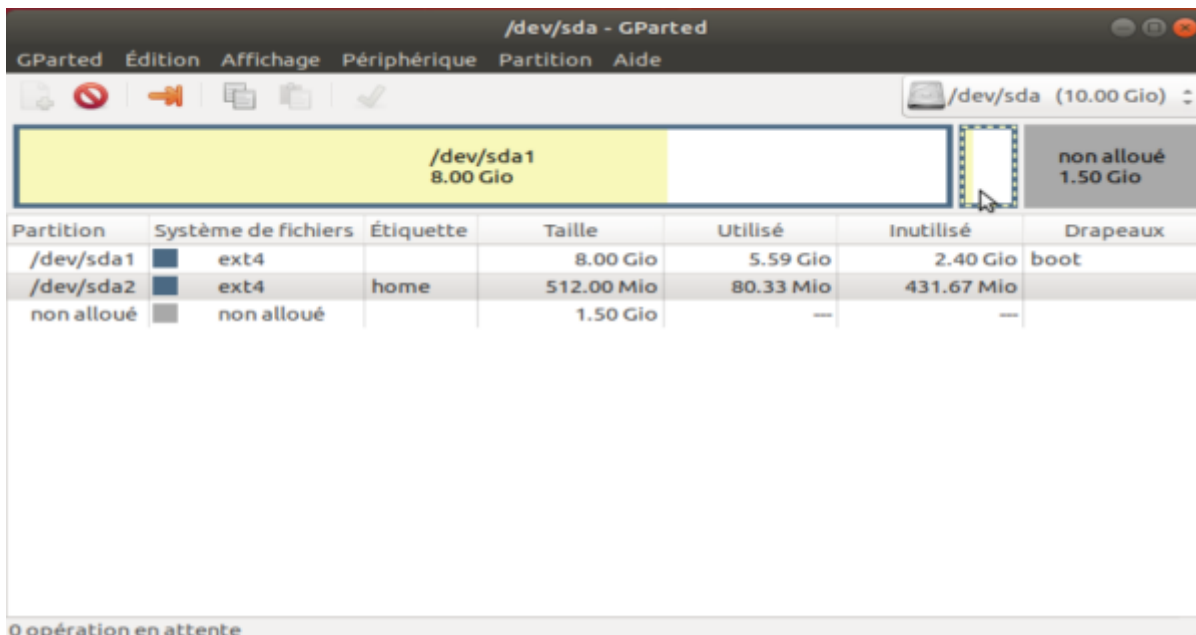 /dev/sda - GParted
GParted Édition Affichage Périphérique Partition Aide
/dev/sda (10.00 Gio)
/dev/sda1
8.00 Gio
non alloué
1.50 Gio
Partition Système de fichiers Étiquette Taille Utilisé Inutilisé Drapeaux
/dev/sda1 ext4 8.00 Gio 5.59 Gio 2.40 Gio boot
/dev/sda2 ext4 home 512.00 Mio 80.33 Mio 431.67 Mio
non alloué non alloué 1.50 Gio --- ---
0 opération en attente